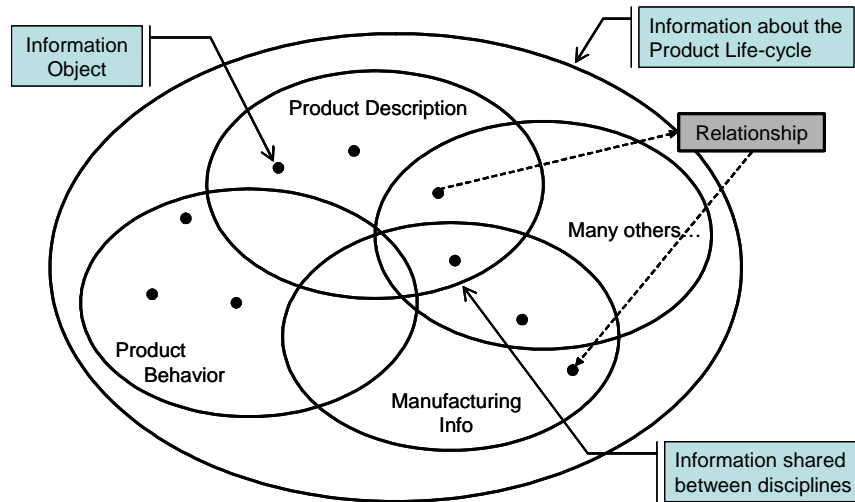 Information about the
Product Life-cycle
Information
Object
Product Description
Relationship
Many others…
Product
Behavior
Manufacturing
Info
Information shared
between disciplines